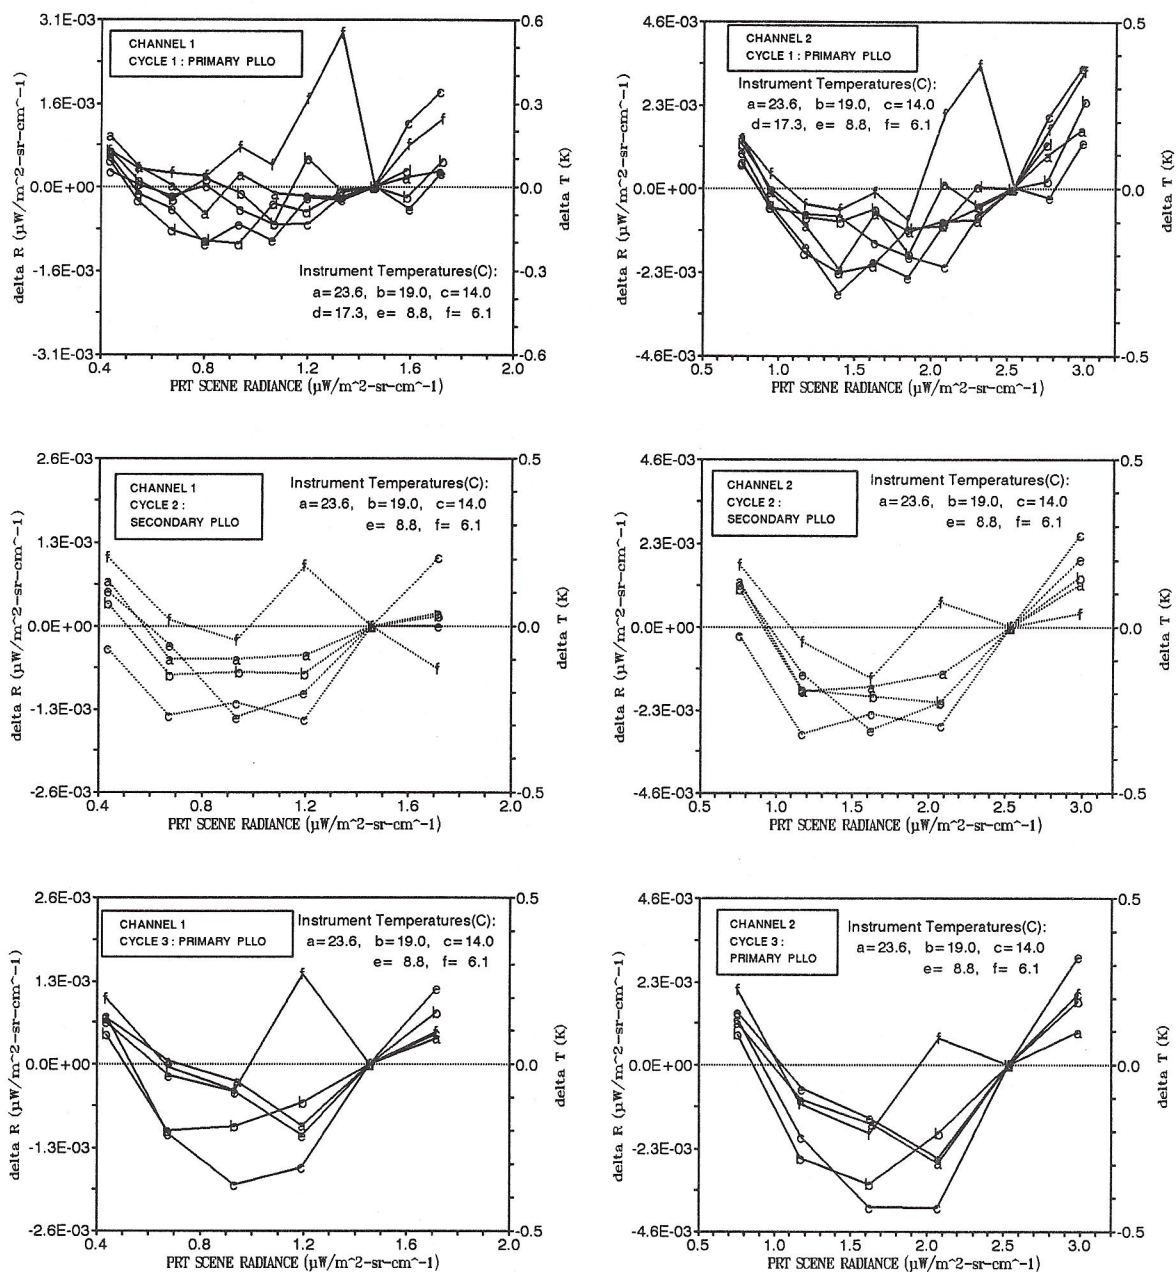 3.1E-03
1.6E-03
0.0E+00
-1.6E-03
-3.1E-03
delta R (µW/m^2-sr-cm^-1)
CHANNEL 1
CYCLE 1 : PRIMARY PLLO
Instrument Temperatures(C):
a=23.6, b=19.0, c=14.0
d=17.3, e= 8.8, f= 6.1
0.6
0.3
0.0
-0.3
-0.6
delta T (K)
0.4 0.8 1.2 1.6 2.0
PRT SCENE RADIANCE (µW/m^2-sr-cm^-1)
4.6E-03
2.3E-03
0.0E+00
-2.3E-03
-4.6E-03
delta R (µW/m^2-sr-cm^-1)
CHANNEL 2
CYCLE 1 : PRIMARY PLLO
Instrument Temperatures(C):
a=23.6, b=19.0, c=14.0
d=17.3, e= 8.8, f= 6.1
0.5
0.3
0.0
-0.3
-0.5
delta T (K)
0.5 1.0 1.5 2.0 2.5 3.0
PRT SCENE RADIANCE (µW/m^2-sr-cm^-1)
2.6E-03
1.3E-03
0.0E+00
-1.3E-03
-2.6E-03
delta R (µW/m^2-sr-cm^-1)
CHANNEL 1
CYCLE 2 :
SECONDARY PLLO
Instrument Temperatures(C):
a=23.6, b=19.0, c=14.0
e= 8.8, f= 6.1
0.5
0.0
-0.5
delta T (K)
0.4 0.8 1.2 1.6 2.0
PRT SCENE RADIANCE (µW/m^2-sr-cm^-1)
4.6E-03
2.3E-03
0.0E+00
-2.3E-03
-4.6E-03
delta R (µW/m^2-sr-cm^-1)
CHANNEL 2
CYCLE 2 :
SECONDARY PLLO
Instrument Temperatures(C):
a=23.6, b=19.0, c=14.0
e= 8.8, f= 6.1
0.5
0.0
-0.5
delta T (K)
0.5 1.0 1.5 2.0 2.5 3.0
PRT SCENE RADIANCE (µW/m^2-sr-cm^-1)
2.6E-03
1.3E-03
0.0E+00
-1.3E-03
-2.6E-03
delta R (µW/m^2-sr-cm^-1)
CHANNEL 1
CYCLE 3 : PRIMARY PLLO
Instrument Temperatures(C):
a=23.6, b=19.0, c=14.0
e= 8.8, f= 6.1
0.5
0.0
-0.5
delta T (K)
0.4 0.8 1.2 1.6 2.0
PRT SCENE RADIANCE (µW/m^2-sr-cm^-1)
4.6E-03
2.3E-03
0.0E+00
-2.3E-03
-4.6E-03
delta R (µW/m^2-sr-cm^-1)
CHANNEL 2
CYCLE 3 :
PRIMARY PLLO
Instrument Temperatures(C):
a=23.6, b=19.0, c=14.0
e= 8.8, f= 6.1
0.5
0.0
-0.5
delta T (K)
0.5 1.0 1.5 2.0 2.5 3.0
PRT SCENE RADIANCE (µW/m^2-sr-cm^-1)